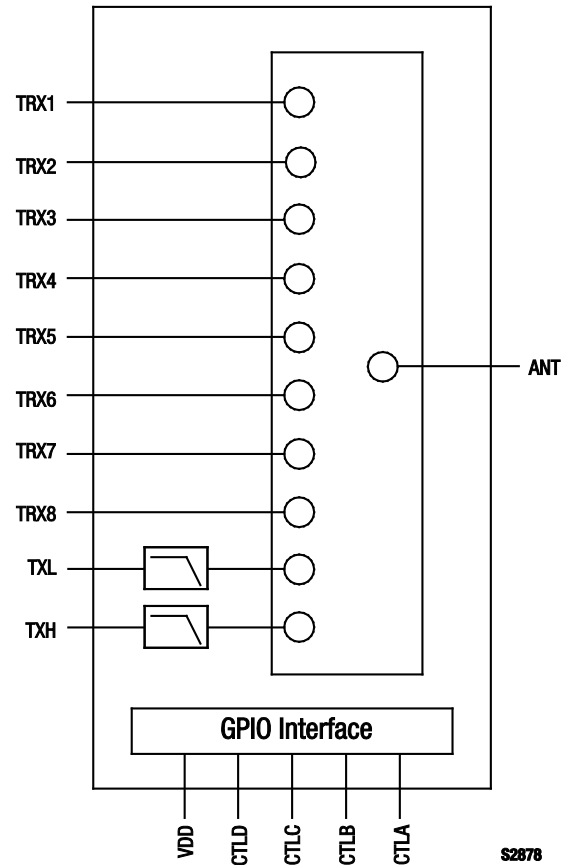 TRX1
TRX2
TRX3
TRX4
TRX5
ANT
TRX6
TRX7
TRX8
TXL
TXH
GPIO Interface
VDD
CTLD
CTLC
CTLB
CTLA
S2878